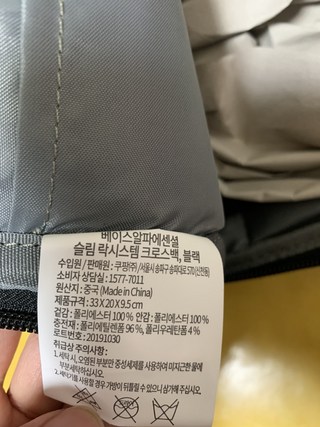 베이스알파에센셜
슬림 락시스템 크로스백, 블랙
수입원 / 판매원 : 쿠팡(주) / 서울시 송파구 송파대로 570 (신천동)
소비자 상담실 : 1577-7011
원산지 : 중국 (Made in China)
제품규격 : 33 X 20 X 9.5 cm
겉감 : 폴리에스터 100 %  안감 : 폴리에스터 100 %
충전재 : 폴리에틸렌폼 96 %, 폴리우레탄폼 4 %
로트번호 : 20191030
취급상 주의사항 :
1. 세탁 시, 오염된 부분만 중성세제를 사용하여 미지근한 물에
부분세탁하십시오.
2. 세탁기를 사용할 경우 가방이 뒤틀릴 수 있으니 삼가해 주십시오.